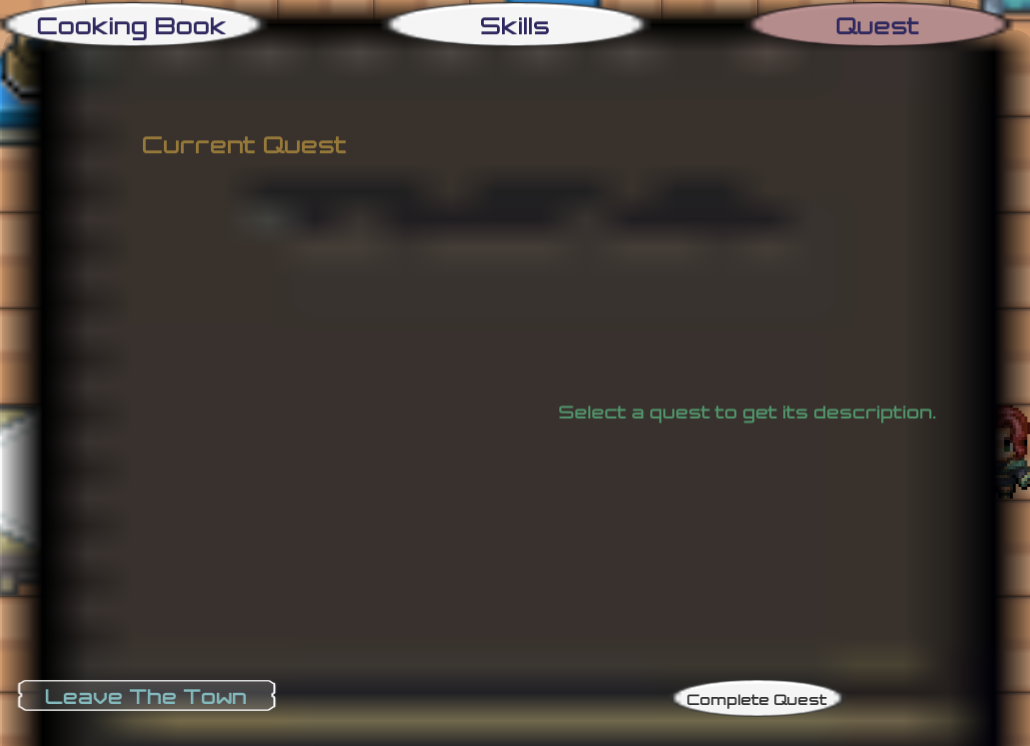 Cooking Book
Skills
Quest
Current Quest
Select a quest to get its description.
Leave The Town
Complete Quest